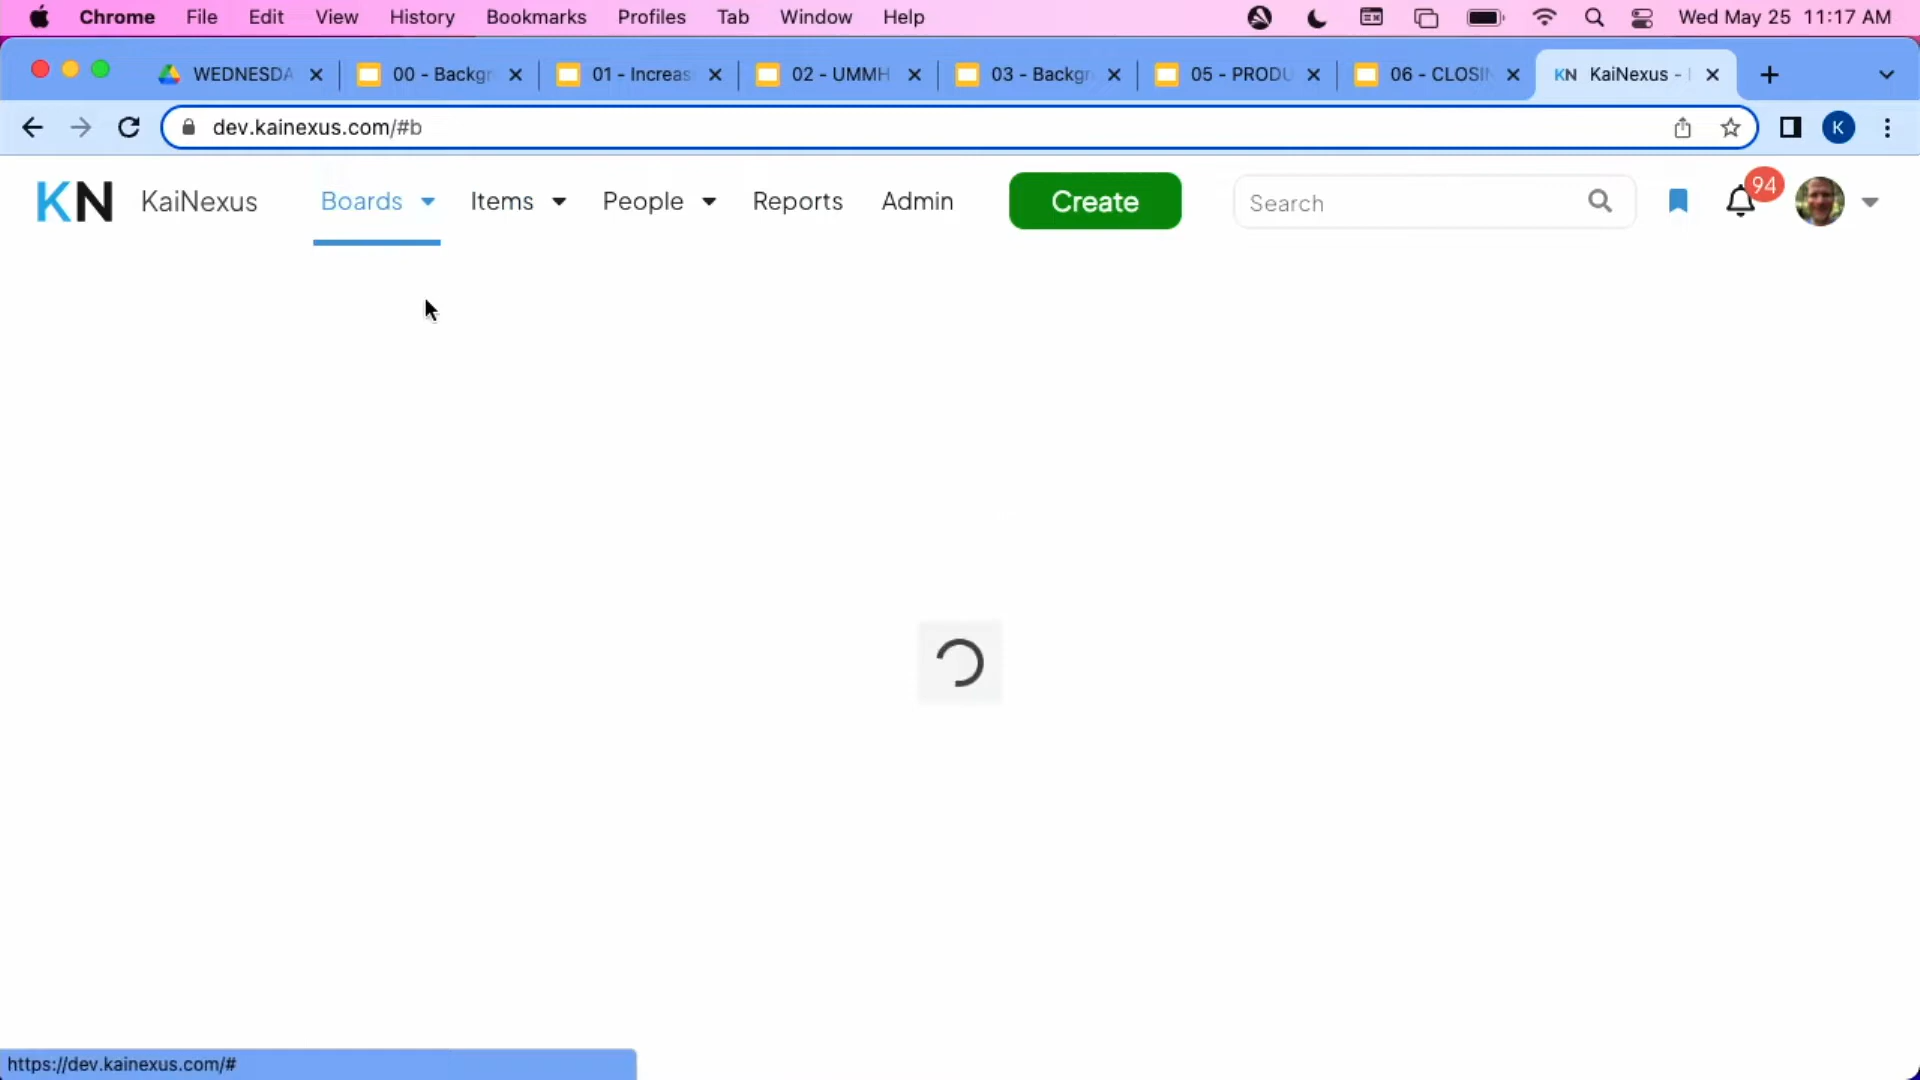 Chrome File Edit View History Bookmarks Profiles Tab Window Help Wed May 25 11:17 AM
WEDNESDA 00 - Backgr 01 - Increas 02 - UMMH 03 - Backgr 05 - PRODU 06 - CLOSIN KN KaiNexus -
dev.kainexus.com/#b K
KN KaiNexus Boards Items People Reports Admin Create Search 94
https://dev.kainexus.com/#